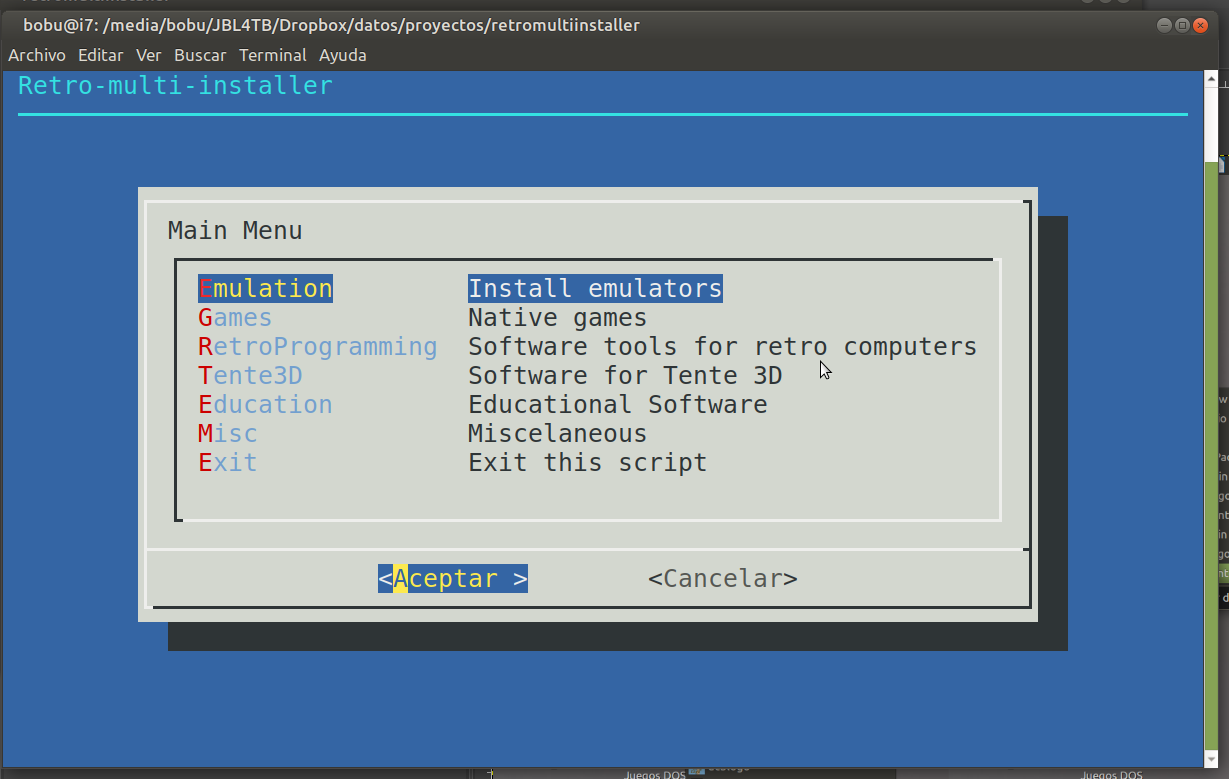 bobu@i7: /media/bobu/JBL4TB/Dropbox/datos/proyectos/retromultiinstaller
Archivo Editar Ver Buscar Terminal Ayuda
Retro-multi-installer
Main Menu
Emulation Install emulators
Games Native games
RetroProgramming Software tools for retro computers
Tente3D Software for Tente 3D
Education Educational Software
Misc Miscelaneous
Exit Exit this script
<Aceptar > <Cancelar>
Juegos DOS Juegos DOS